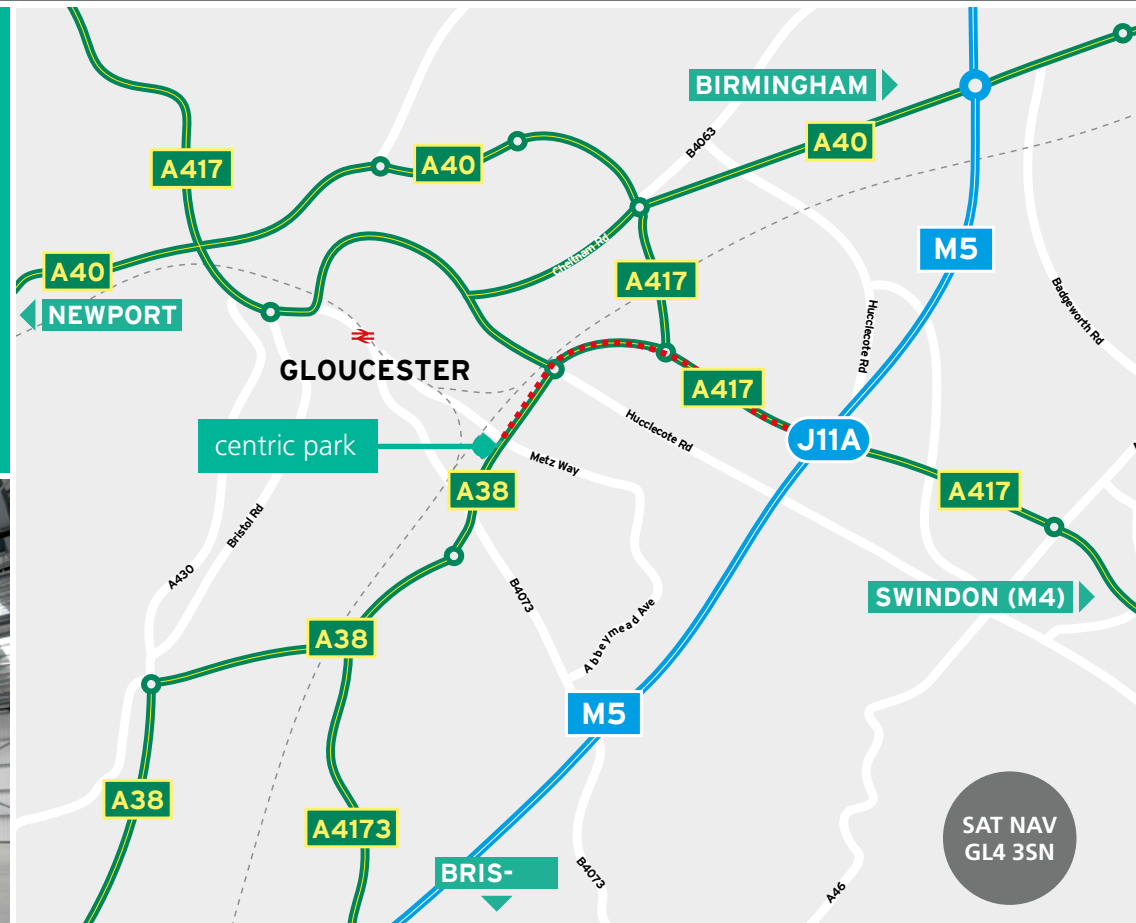 BIRMINGHAM
B4063
A40
A417
A40
M5
A40
Cheltnam Rd
A417
NEWPORT
Hucclecote Rd
Badgeworth Rd
GLOUCESTER
A417
centric park
Hucclecote Rd
J11A
Metz Way
A38
A417
Bristol Rd
A430
B4073
SWINDON (M4)
Abbeymead Ave
A38
M5
A38
A4173
SAT NAV
GL4 3SN
BRIS-
B4073
A46